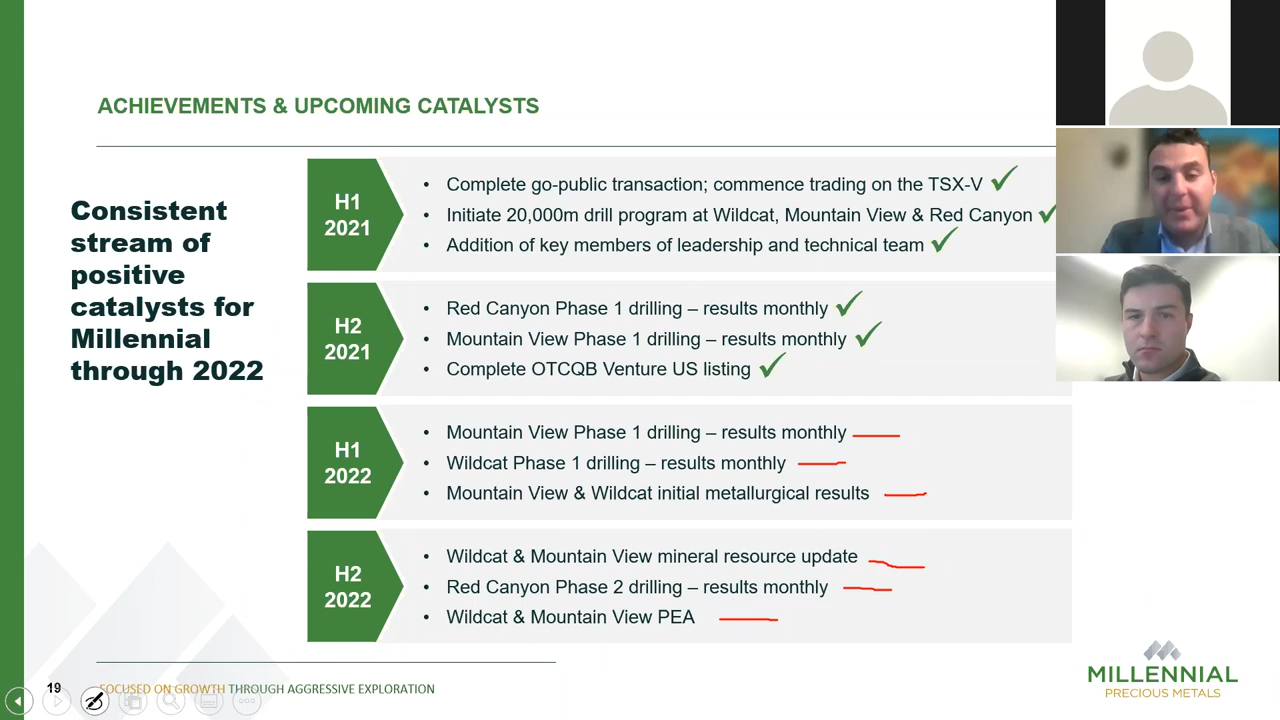 ACHIEVEMENTS & UPCOMING CATALYSTS
Consistent
stream of
positive
catalysts for
Millennial
through 2022
H1
2021
• Complete go-public transaction; commence trading on the TSX-V
• Initiate 20,000m drill program at Wildcat, Mountain View & Red Canyon
• Addition of key members of leadership and technical team
H2
2021
• Red Canyon Phase 1 drilling – results monthly
• Mountain View Phase 1 drilling – results monthly
• Complete OTCQB Venture US listing
H1
2022
• Mountain View Phase 1 drilling – results monthly
• Wildcat Phase 1 drilling – results monthly
• Mountain View & Wildcat initial metallurgical results
H2
2022
• Wildcat & Mountain View mineral resource update
• Red Canyon Phase 2 drilling – results monthly
• Wildcat & Mountain View PEA
19
FOCUSED ON GROWTH THROUGH AGGRESSIVE EXPLORATION
MILLENNIAL
PRECIOUS METALS